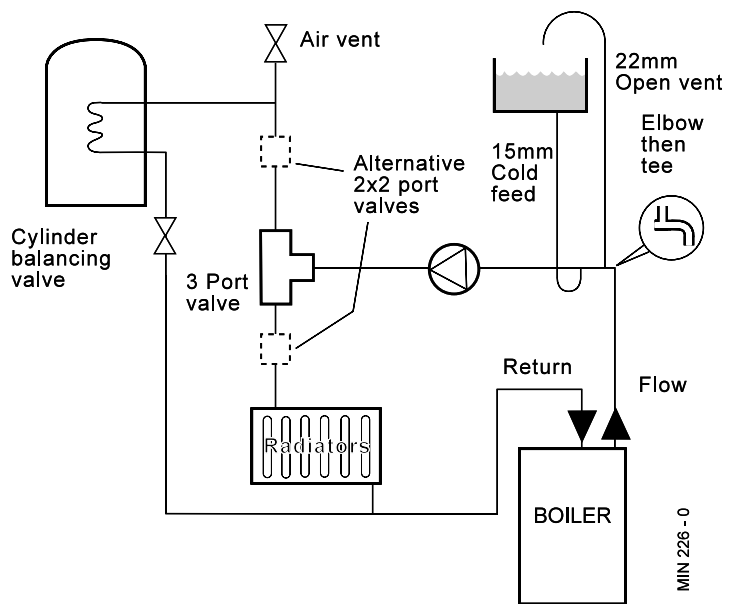 Air vent
22mm
Open vent
Elbow
then
tee
15mm
Cold
feed
Alternative
2x2 port
valves
Cylinder
balancing
valve
3 Port
valve
Return
Flow
Radiators
BOILER
MIN 226 - 0